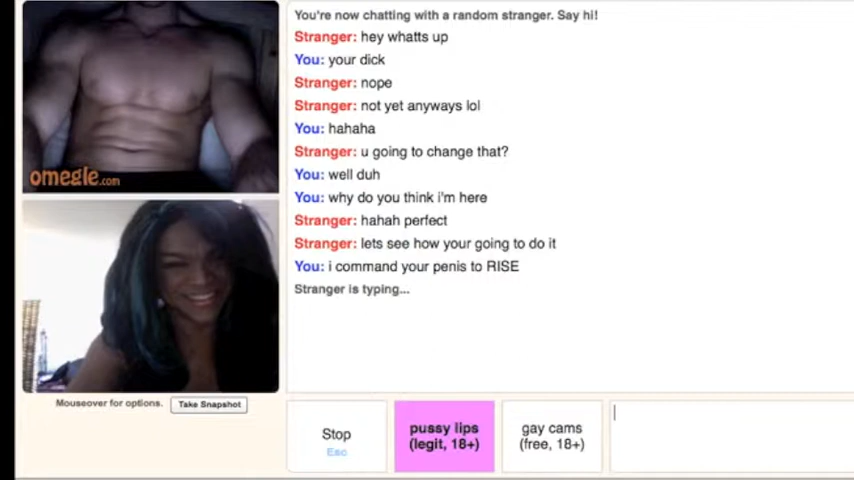 You're now chatting with a random stranger. Say hi!
Stranger: hey whatts up
You: your dick
Stranger: nope
Stranger: not yet anyways lol
You: hahaha
Stranger: u going to change that?
You: well duh
You: why do you think i'm here
Stranger: hahah perfect
Stranger: lets see how your going to do it
You: i command your penis to RISE
Stranger is typing...
omegle.com
Mouseover for options. Take Snapshot
Stop
Esc
pussy lips
(legit, 18+)
gay cams
(free, 18+)